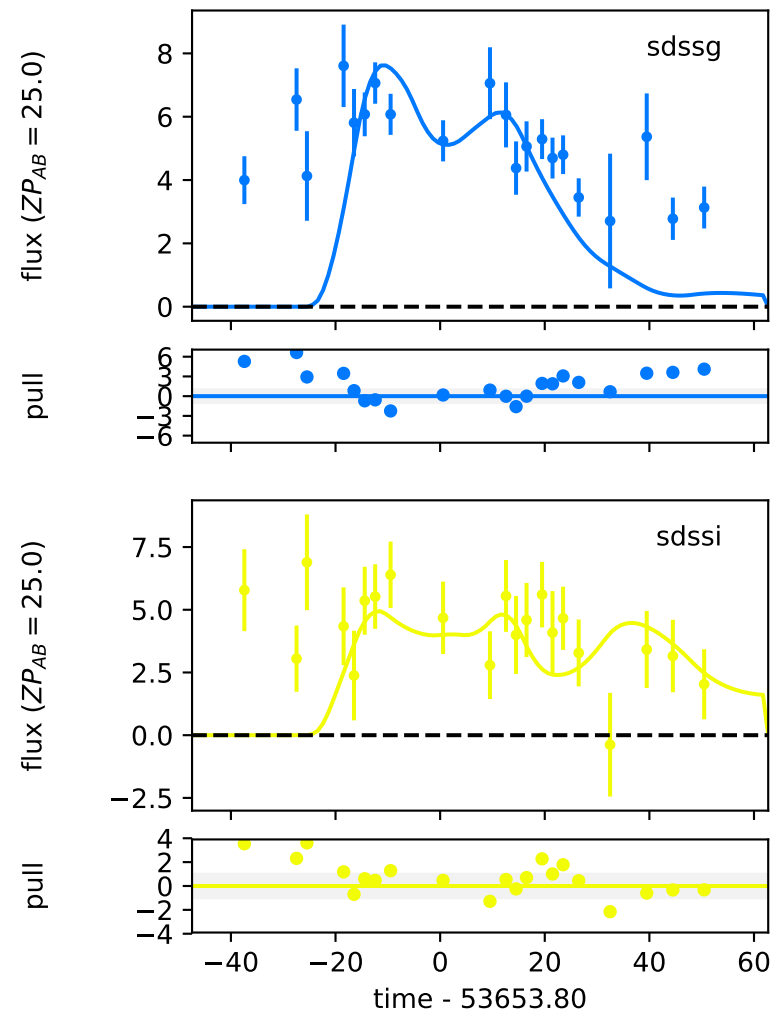 sdssg
flux (ZP_AB = 25.0)
8
6
4
2
0
pull
6
3
0
−3
−6
sdssi
flux (ZP_AB = 25.0)
7.5
5.0
2.5
0.0
−2.5
pull
4
2
0
−2
−4
−40 −20 0 20 40 60
time - 53653.80